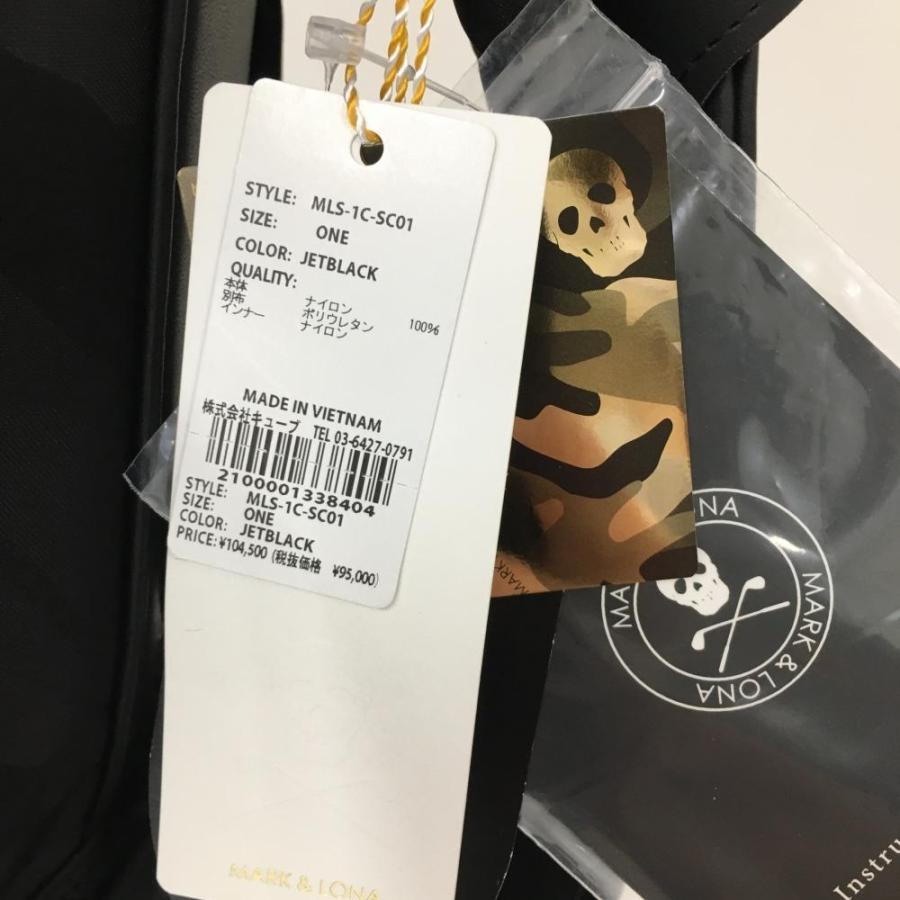 STYLE: MLS-1C-SC01
SIZE: ONE
COLOR: JETBLACK
QUALITY:
本体 ナイロン 100%
別布 ポリウレタン
インナー ナイロン
MADE IN VIETNAM
株式会社キューブ TEL 03-6427-0791
2100001338404
STYLE: MLS-1C-SC01
SIZE: ONE
COLOR: JETBLACK
PRICE:¥104,500 (税抜価格 ¥95,000)
MARK & LONA
MARK
MARK & LONA
MA
NA
Instru